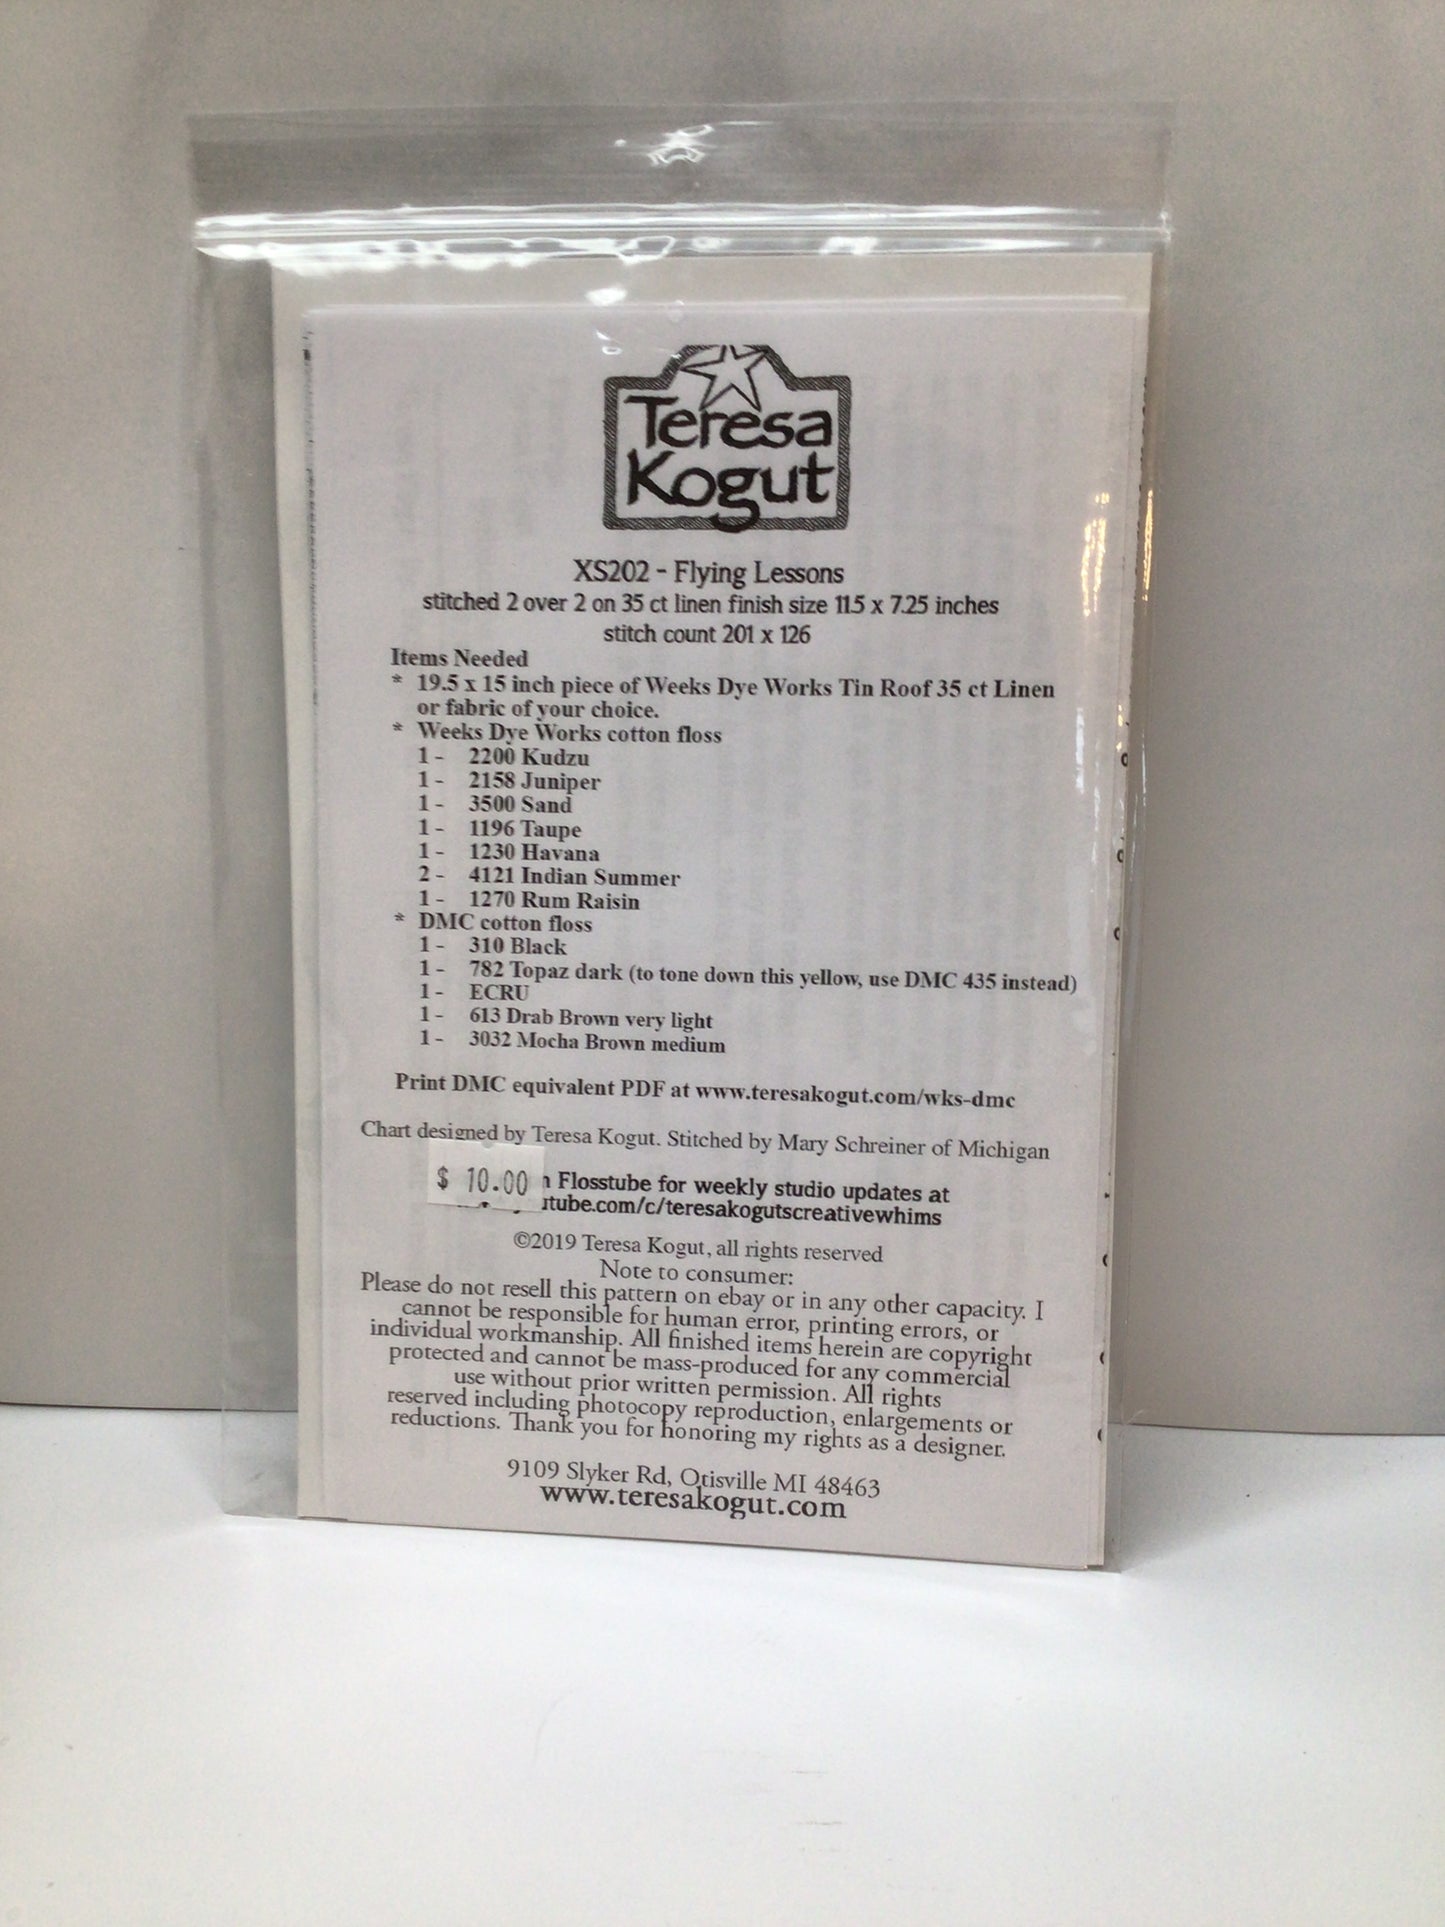 Teresa
Kogut
XS202 - Flying Lessons
stitched 2 over 2 on 35 ct linen finish size 11.5 x 7.25 inches
stitch count 201 x 126
Items Needed
* 19.5 x 15 inch piece of Weeks Dye Works Tin Roof 35 ct Linen
or fabric of your choice.
* Weeks Dye Works cotton floss
1 - 2200 Kudzu
1 - 2158 Juniper
1 - 3500 Sand
1 - 1196 Taupe
1 - 1230 Havana
2 - 4121 Indian Summer
1 - 1270 Rum Raisin
* DMC cotton floss
1 - 310 Black
1 - 782 Topaz dark (to tone down this yellow, use DMC 435 instead)
1 - ECRU
1 - 613 Drab Brown very light
1 - 3032 Mocha Brown medium
Print DMC equivalent PDF at www.teresakogut.com/wks-dmc
Chart designed by Teresa Kogut. Stitched by Mary Schreiner of Michigan
$ 10.00
Flosstube for weekly studio updates at
tube.com/c/teresakogutscreativewhims
©2019 Teresa Kogut, all rights reserved
Note to consumer:
Please do not resell this pattern on ebay or in any other capacity. I
cannot be responsible for human error, printing errors, or
individual workmanship. All finished items herein are copyright
protected and cannot be mass-produced for any commercial
use without prior written permission. All rights
reserved including photocopy reproduction, enlargements or
reductions. Thank you for honoring my rights as a designer.
9109 Slyker Rd, Otisville MI 48463
www.teresakogut.com